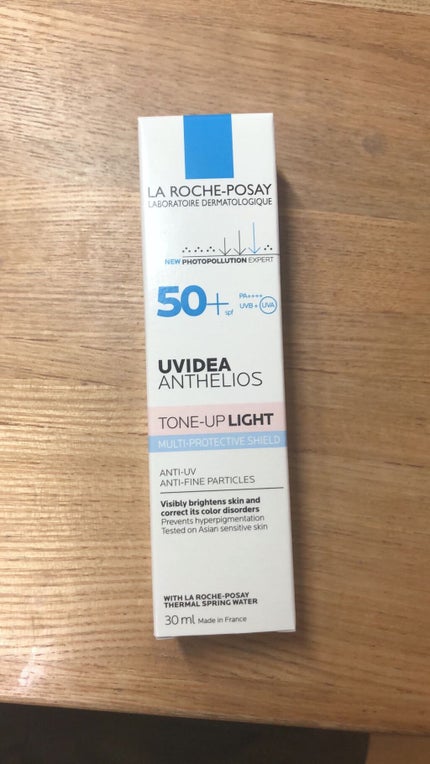 LA ROCHE-POSAY
LABORATOIRE DERMATOLOGIQUE
NEW PHOTOPOLLUTION EXPERT
50+ spf
PA++++
UVB + UVA
UVIDEA
ANTHELIOS
TONE-UP LIGHT
MULTI-PROTECTIVE SHIELD
ANTI-UV
ANTI-FINE PARTICLES
Visibly brightens skin and
correct its color disorders
Prevents hyperpigmentation
Tested on Asian sensitive skin
WITH LA ROCHE-POSAY
THERMAL SPRING WATER
30 ml Made in France